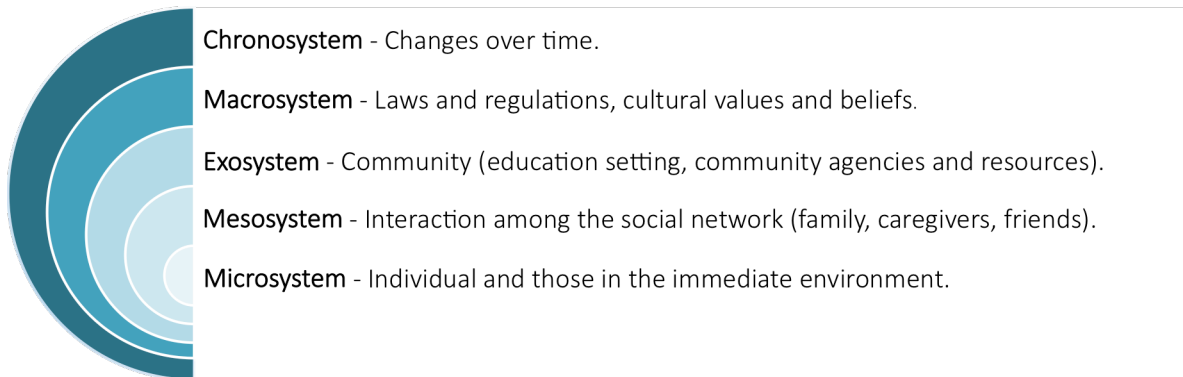 Chronosystem - Changes over time.
Macrosystem - Laws and regulations, cultural values and beliefs.
Exosystem - Community (education setting, community agencies and resources).
Mesosystem - Interaction among the social network (family, caregivers, friends).
Microsystem - Individual and those in the immediate environment.